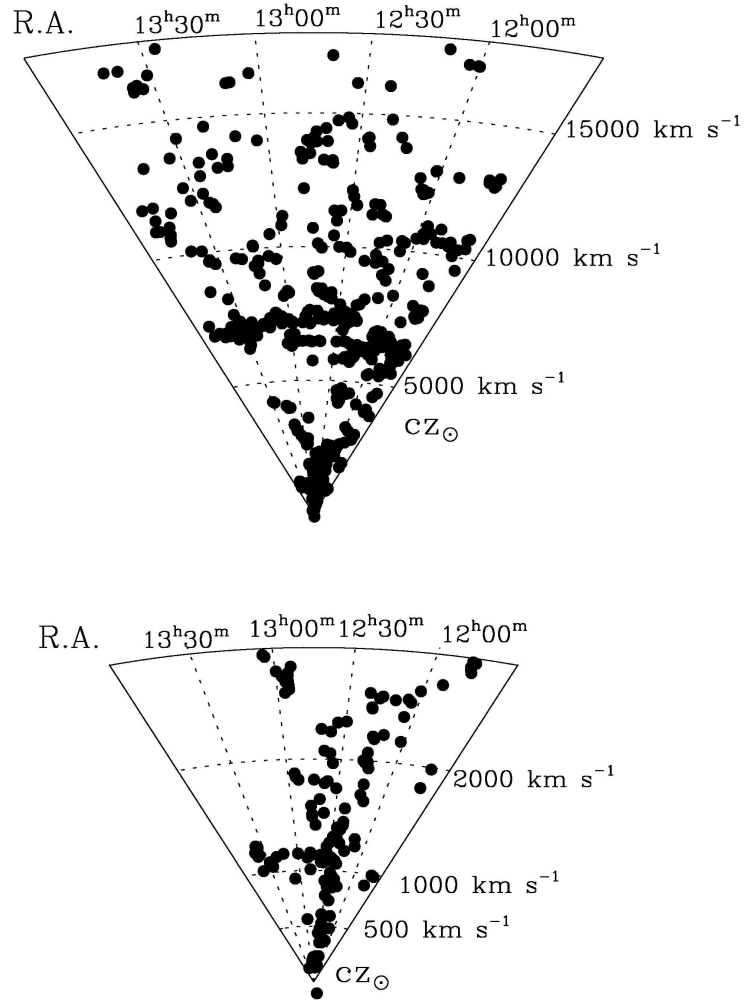 R.A. 13ʰ30ᵐ 13ʰ00ᵐ 12ʰ30ᵐ 12ʰ00ᵐ
15000 km s⁻¹
10000 km s⁻¹
5000 km s⁻¹
cz☉
R.A. 13ʰ30ᵐ 13ʰ00ᵐ 12ʰ30ᵐ 12ʰ00ᵐ
2000 km s⁻¹
1000 km s⁻¹
500 km s⁻¹
cz☉